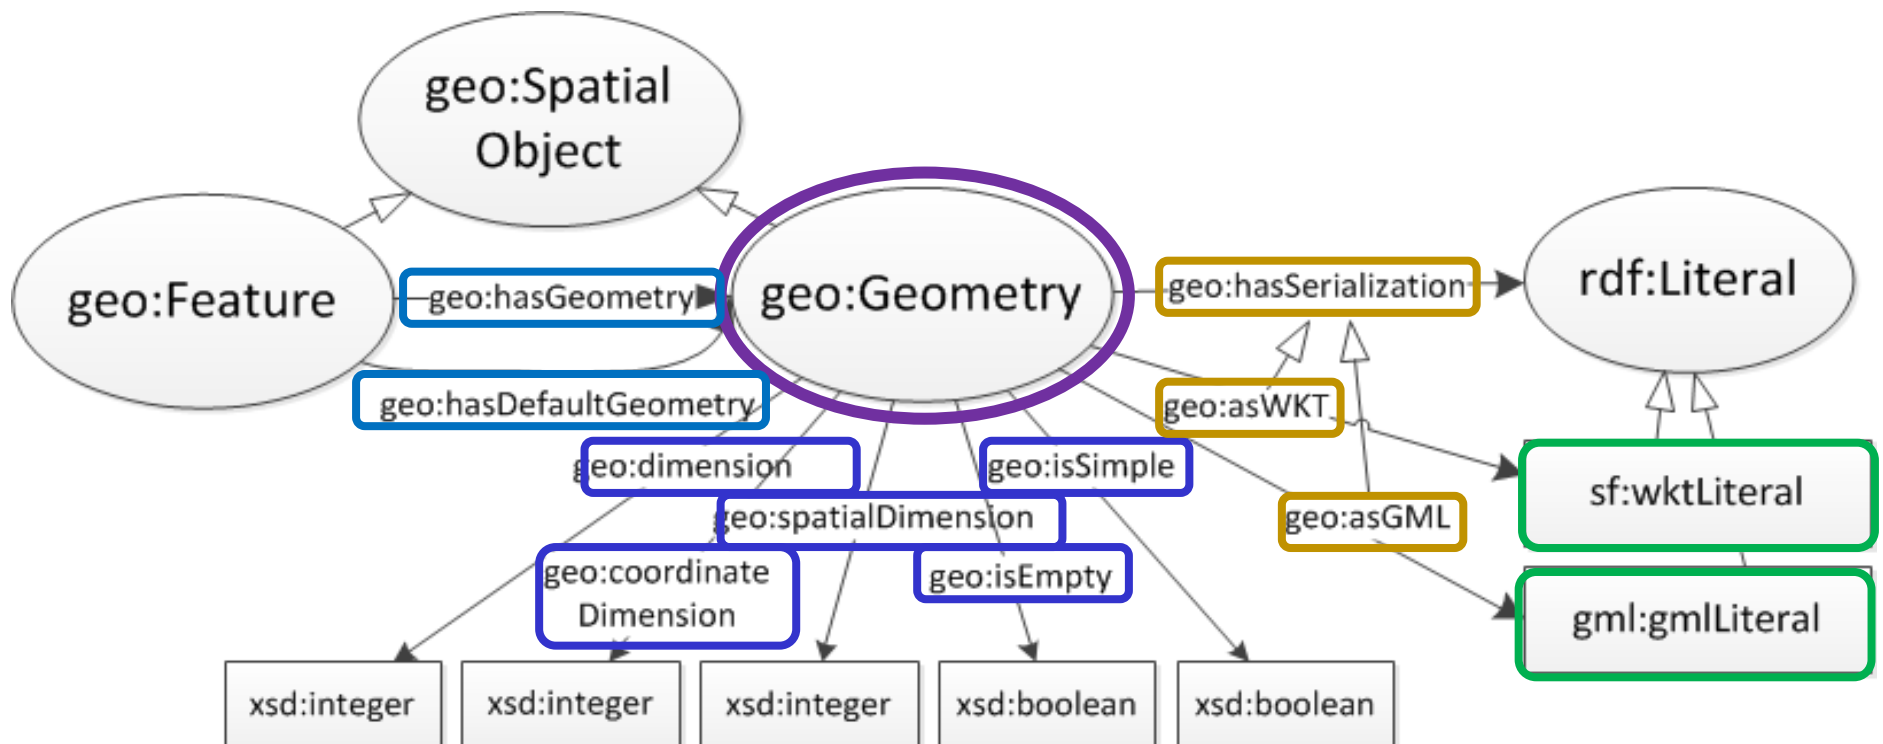 geo:Spatial
Object
geo:Feature
geo:hasGeometry
geo:Geometry
geo:hasSerialization
rdf:Literal
geo:hasDefaultGeometry
geo:asWKT
geo:dimension
geo:isSimple
sf:wktLiteral
geo:spatialDimension
geo:asGML
geo:coordinate
Dimension
geo:isEmpty
gml:gmlLiteral
xsd:integer
xsd:integer
xsd:integer
xsd:boolean
xsd:boolean